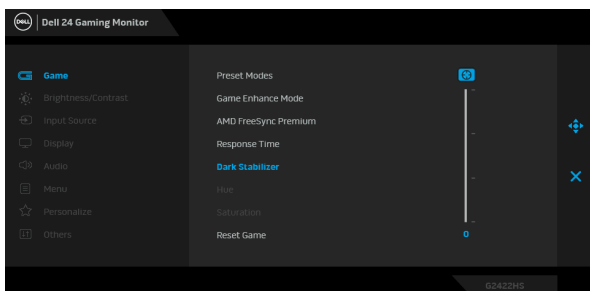 DELL
Dell 24 Gaming Monitor
Game
Brightness/Contrast
Input Source
Display
Audio
Menu
Personalize
Others
Preset Modes
Game Enhance Mode
AMD FreeSync Premium
Response Time
Dark Stabilizer
Hue
Saturation
Reset Game
0
G2422HS